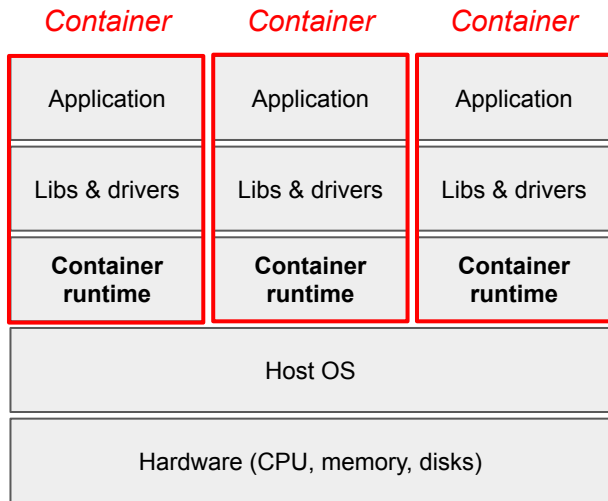 Container Container Container
Application Application Application
Libs & drivers Libs & drivers Libs & drivers
Container Container Container
runtime runtime runtime
Host OS
Hardware (CPU, memory, disks)